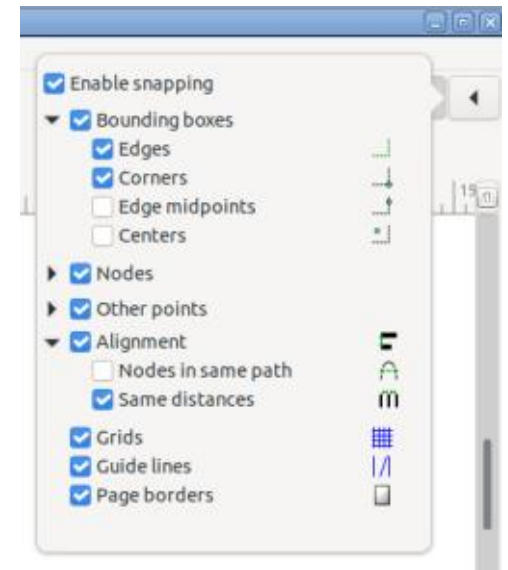 Enable snapping
Bounding boxes
Edges
Corners
Edge midpoints
Centers
Nodes
Other points
Alignment
Nodes in same path
Same distances
Grids
Guide lines
Page borders